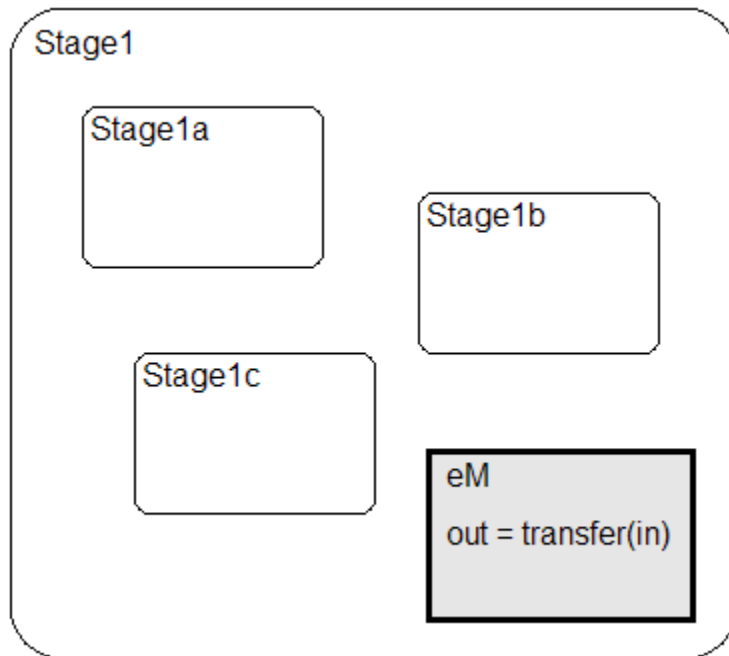 Stage1
Stage1a
Stage1b
Stage1c
eM
out = transfer(in)